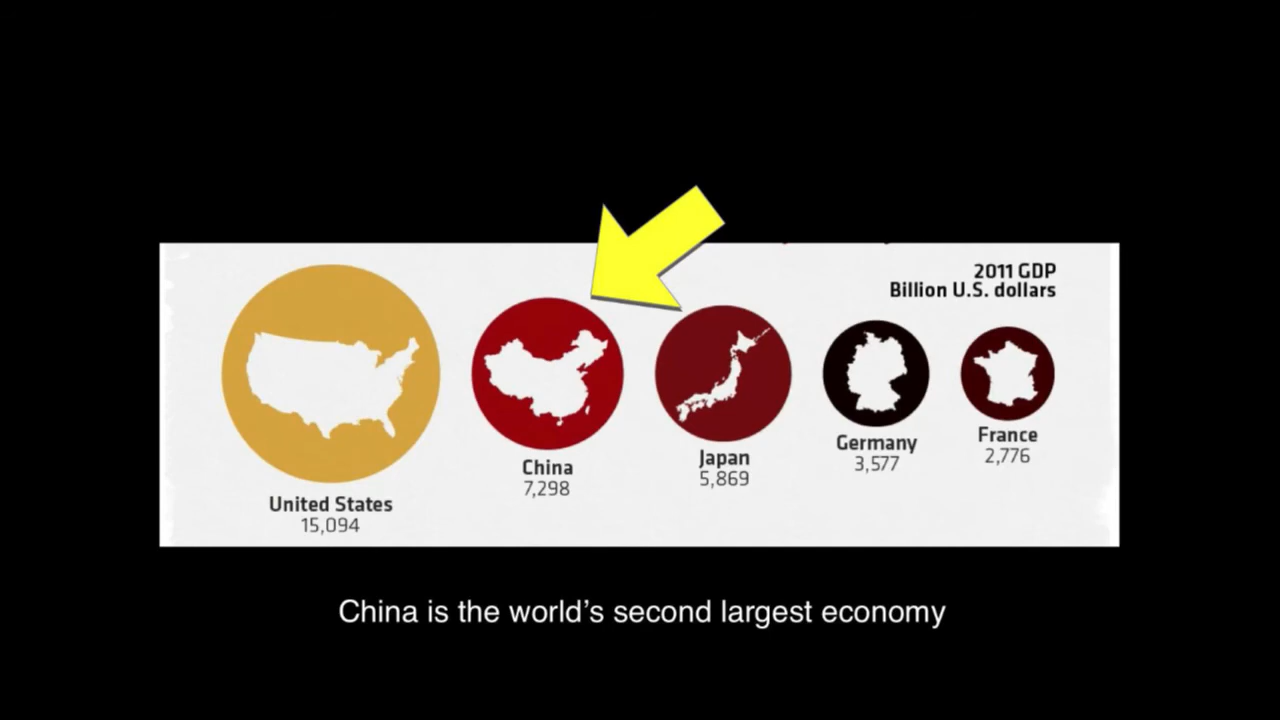 2011 GDP
Billion U.S. dollars
United States
15,094
China
7,298
Japan
5,869
Germany
3,577
France
2,776
China is the world's second largest economy